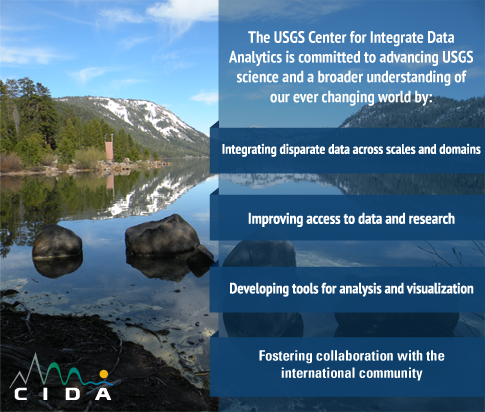 The USGS Center for Integrate Data
Analytics is committed to advancing USGS
science and a broader understanding of
our ever changing world by:
Integrating disparate data across scales and domains
Improving access to data and research
Developing tools for analysis and visualization
Fostering collaboration with the
international community
CIDA